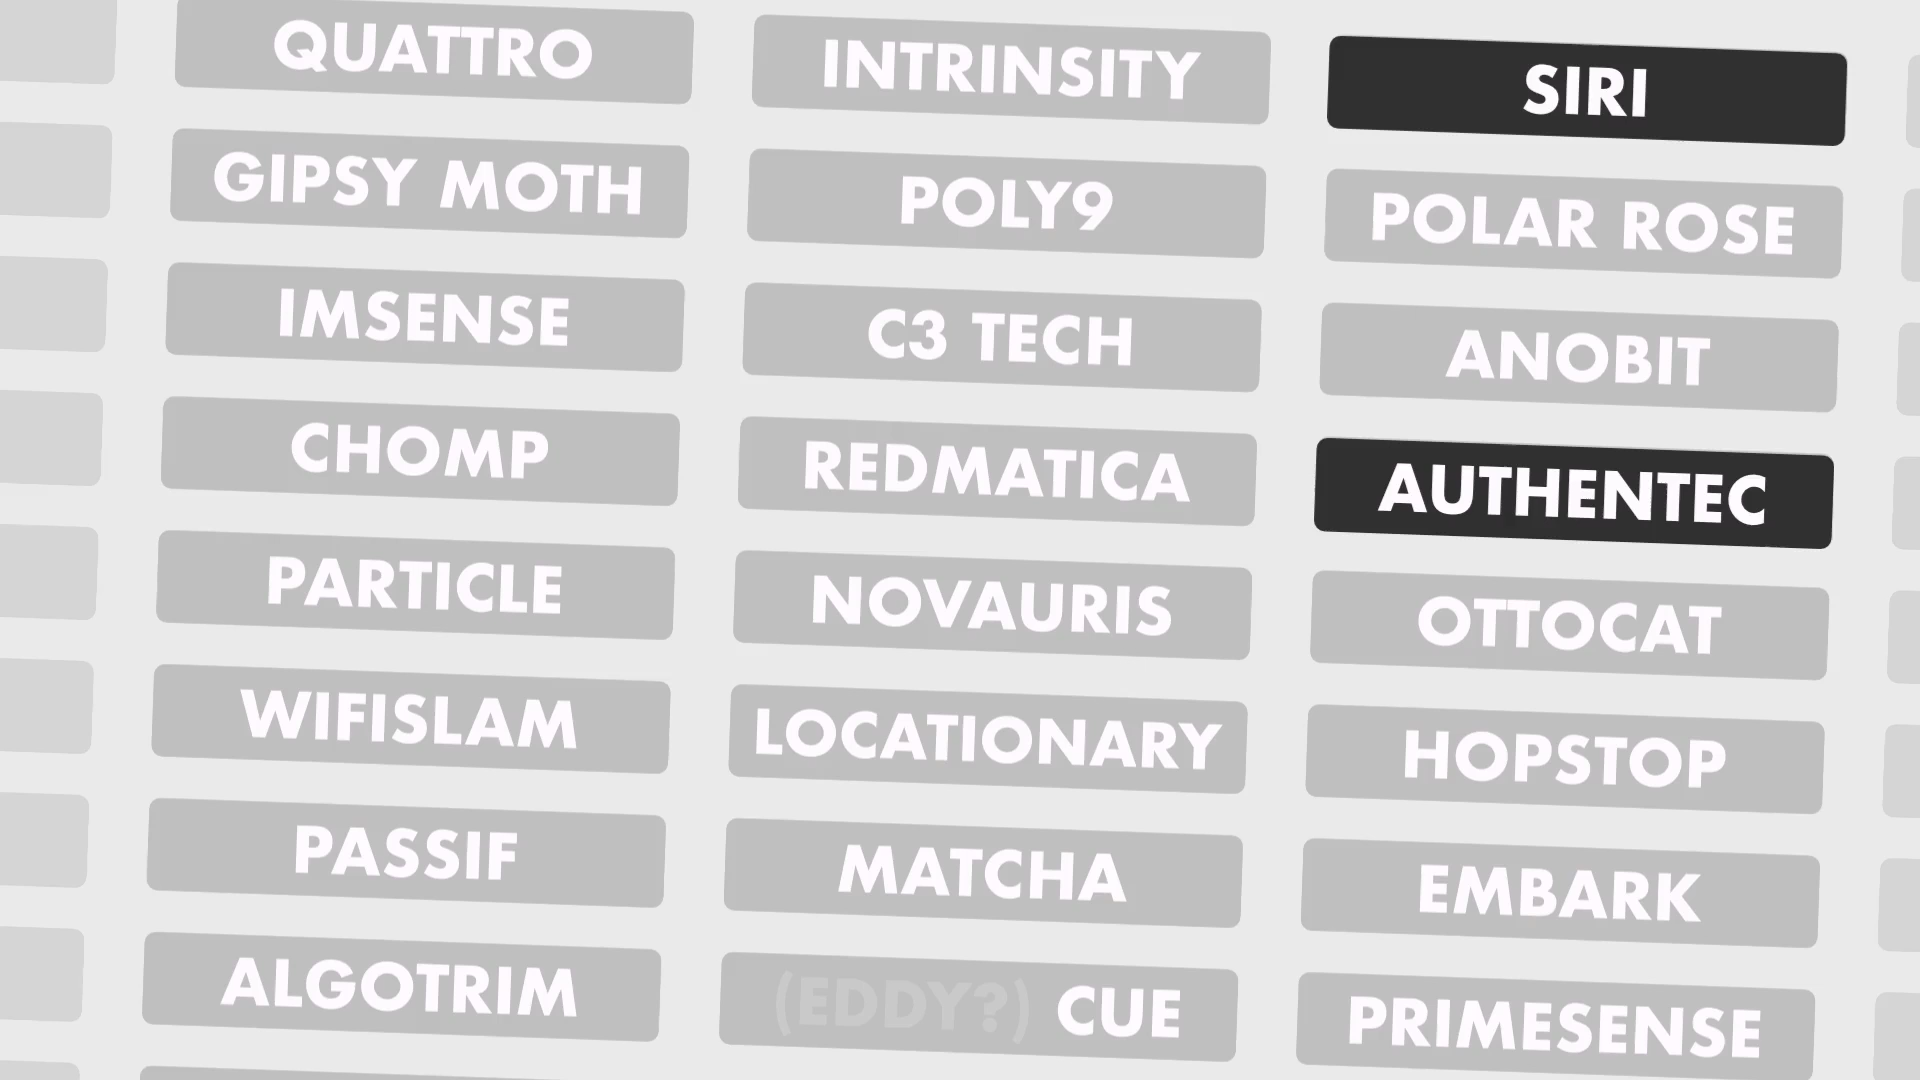 QUATTRO
INTRINSITY
SIRI
GIPSY MOTH
POLY9
POLAR ROSE
IMSENSE
C3 TECH
ANOBIT
CHOMP
REDMATICA
AUTHENTEC
PARTICLE
NOVAURIS
OTTOCAT
WIFISLAM
LOCATIONARY
HOPSTOP
PASSIF
MATCHA
EMBARK
ALGOTRIM
(EDDY?) CUE
PRIMESENSE